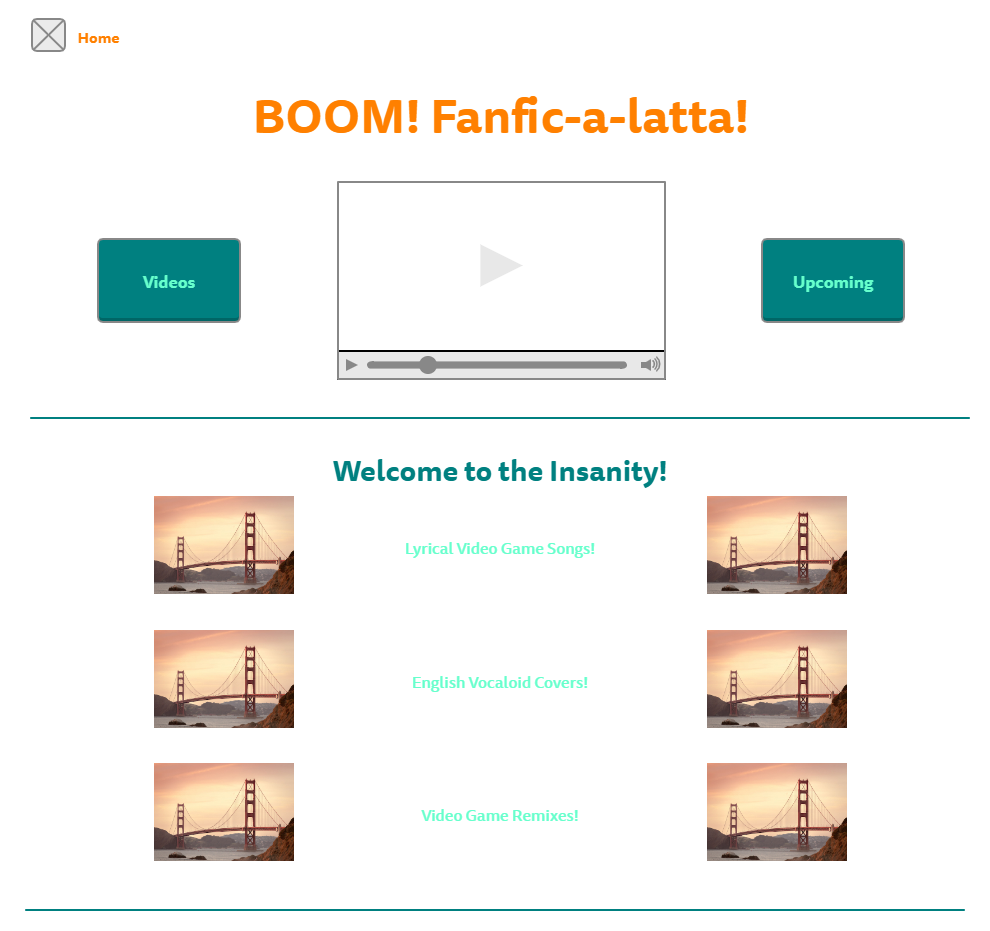 Home
BOOM! Fanfic-a-latta!
Videos
Upcoming
Welcome to the Insanity!
Lyrical Video Game Songs!
English Vocaloid Covers!
Video Game Remixes!